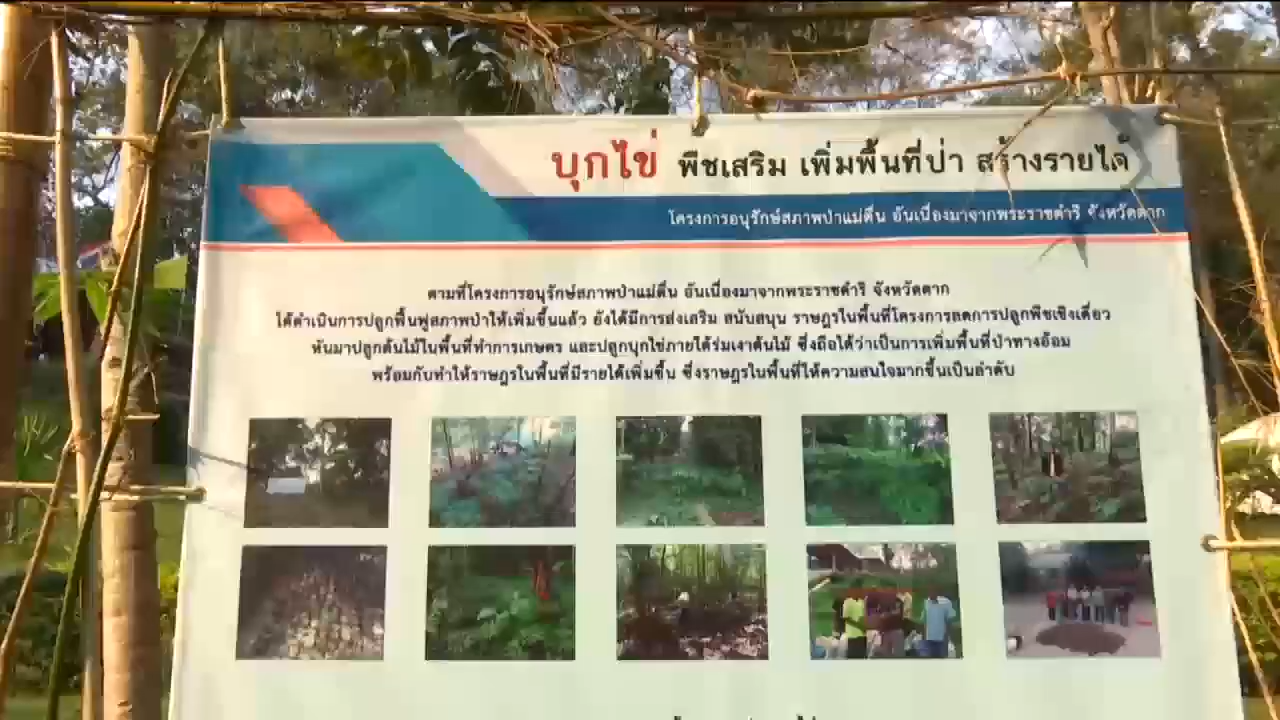 บุกไข่ พืชเสริม เพิ่มพื้นที่ป่า สร้างรายได้
โครงการอนุรักษ์สภาพป่าแม่ตื่น อันเนื่องมาจากพระราชดำริ จังหวัดตาก
ตามที่โครงการอนุรักษ์สภาพป่าแม่ตื่น อันเนื่องมาจากพระราชดำริ จังหวัดตาก
ได้ดำเนินการปลูกฟื้นฟูสภาพป่าให้เพิ่มขึ้นแล้ว ยังได้มีการส่งเสริม สนับสนุน ราษฎรในพื้นที่โครงการลดการปลูกพืชเชิงเดี่ยว
หันมาปลูกต้นไม้ในพื้นที่ทำการเกษตร และปลูกบุกไข่ภายใต้ร่มเงาต้นไม้ ซึ่งถือได้ว่าเป็นการเพิ่มพื้นที่ป่าทางอ้อม
พร้อมกับทำให้ราษฎรในพื้นที่มีรายได้เพิ่มขึ้น ซึ่งราษฎรในพื้นที่ให้ความสนใจมากขึ้นเป็นลำดับ